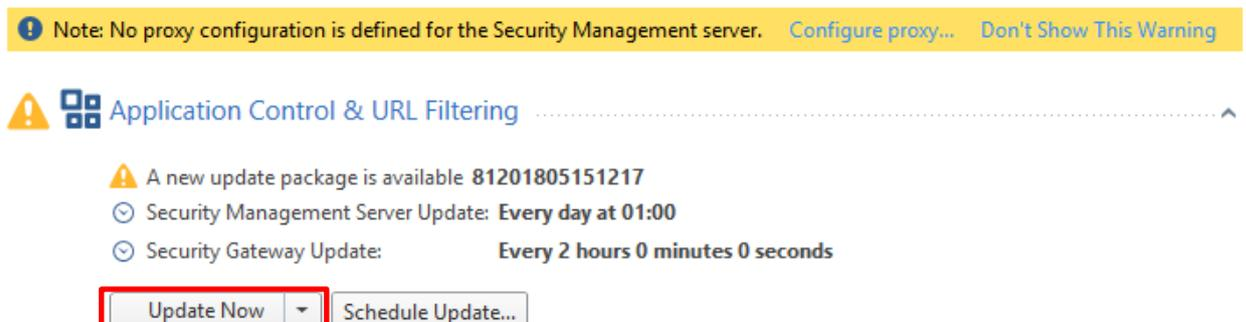 Note: No proxy configuration is defined for the Security Management server. Configure proxy... Don't Show This Warning
Application Control & URL Filtering
A new update package is available 81201805151217
Security Management Server Update: Every day at 01:00
Security Gateway Update: Every 2 hours 0 minutes 0 seconds
Update Now Schedule Update...